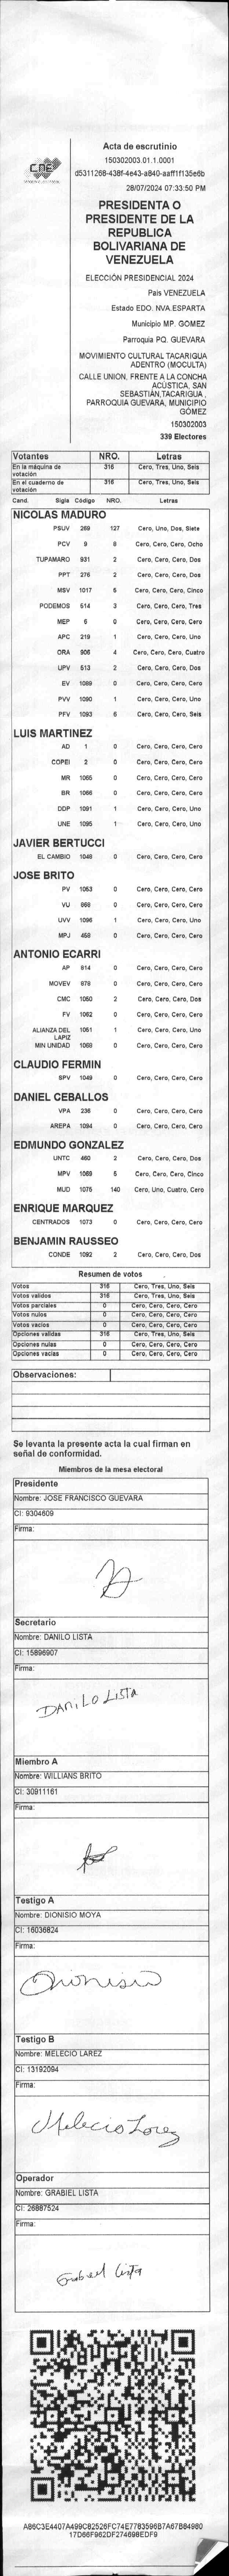 CNE
Acta de escrutinio
150302003.01.1.0001
d5311268-438f-4e43-a840-aaff1f135e6b
28/07/2024 07:33:50 PM
PRESIDENTA O
PRESIDENTE DE LA
REPUBLICA
BOLIVARIANA DE
VENEZUELA
ELECCIÓN PRESIDENCIAL 2024
Pais VENEZUELA
Estado EDO. NVA.ESPARTA
Municipio MP. GOMEZ
Parroquia PQ. GUEVARA
MOVIMIENTO CULTURAL TACARIGUA
ADENTRO (MOCULTA)
CALLE UNION, FRENTE A LA CONCHA
ACÚSTICA, SAN
SEBASTIÁN,TACARIGUA ,
PARROQUIA GUEVARA, MUNICIPIO
GÓMEZ
150302003
339 Electores
Votantes NRO. Letras
En la máquina de votación 316 Cero, Tres, Uno, Seis
En el cuaderno de votación 316 Cero, Tres, Uno, Seis
Cand. Sigla Código NRO. Letras
NICOLAS MADURO
PSUV 269 127 Cero, Uno, Dos, Siete
PCV 9 8 Cero, Cero, Cero, Ocho
TUPAMARO 931 2 Cero, Cero, Cero, Dos
PPT 276 2 Cero, Cero, Cero, Dos
MSV 1017 5 Cero, Cero, Cero, Cinco
PODEMOS 514 3 Cero, Cero, Cero, Tres
MEP 6 0 Cero, Cero, Cero, Cero
APC 219 1 Cero, Cero, Cero, Uno
ORA 906 4 Cero, Cero, Cero, Cuatro
UPV 513 2 Cero, Cero, Cero, Dos
EV 1089 0 Cero, Cero, Cero, Cero
PVV 1090 1 Cero, Cero, Cero, Uno
PFV 1093 6 Cero, Cero, Cero, Seis
LUIS MARTINEZ
AD 1 0 Cero, Cero, Cero, Cero
COPEI 2 0 Cero, Cero, Cero, Cero
MR 1065 0 Cero, Cero, Cero, Cero
BR 1066 0 Cero, Cero, Cero, Cero
DDP 1091 1 Cero, Cero, Cero, Uno
UNE 1095 1 Cero, Cero, Cero, Uno
JAVIER BERTUCCI
EL CAMBIO 1048 0 Cero, Cero, Cero, Cero
JOSE BRITO
PV 1053 0 Cero, Cero, Cero, Cero
VU 868 0 Cero, Cero, Cero, Cero
UVV 1096 1 Cero, Cero, Cero, Uno
MPJ 458 0 Cero, Cero, Cero, Cero
ANTONIO ECARRI
AP 814 0 Cero, Cero, Cero, Cero
MOVEV 978 0 Cero, Cero, Cero, Cero
CMC 1050 2 Cero, Cero, Cero, Dos
FV 1062 0 Cero, Cero, Cero, Cero
ALIANZA DEL LAPIZ 1061 1 Cero, Cero, Cero, Uno
MIN UNIDAD 1068 0 Cero, Cero, Cero, Cero
CLAUDIO FERMIN
SPV 1049 0 Cero, Cero, Cero, Cero
DANIEL CEBALLOS
VPA 236 0 Cero, Cero, Cero, Cero
AREPA 1094 0 Cero, Cero, Cero, Cero
EDMUNDO GONZALEZ
UNTC 460 2 Cero, Cero, Cero, Dos
MPV 1069 5 Cero, Cero, Cero, Cinco
MUD 1075 140 Cero, Uno, Cuatro, Cero
ENRIQUE MARQUEZ
CENTRADOS 1073 0 Cero, Cero, Cero, Cero
BENJAMIN RAUSSEO
CONDE 1092 2 Cero, Cero, Cero, Dos
Resumen de votos
Votos 316 Cero, Tres, Uno, Seis
Votos validos 316 Cero, Tres, Uno, Seis
Votos parciales 0 Cero, Cero, Cero, Cero
Votos nulos 0 Cero, Cero, Cero, Cero
Votos vacios 0 Cero, Cero, Cero, Cero
Opciones validas 316 Cero, Tres, Uno, Seis
Opciones nulas 0 Cero, Cero, Cero, Cero
Opciones vacias 0 Cero, Cero, Cero, Cero
Observaciones:
Se levanta la presente acta la cual firman en
señal de conformidad.
Miembros de la mesa electoral
Presidente
Nombre: JOSE FRANCISCO GUEVARA
CI: 9304609
Firma:
Secretario
Nombre: DANILO LISTA
CI: 15896907
Firma:
DANILO LISTA
Miembro A
Nombre: WILLIANS BRITO
CI: 30911161
Firma:
Testigo A
Nombre: DIONISIO MOYA
CI: 16036824
Firma:
Dionisio
Testigo B
Nombre: MELECIO LAREZ
CI: 13192094
Firma:
Melecio Larez
Operador
Nombre: GRABIEL LISTA
CI: 26887524
Firma:
Grabiel Lista
A86C3E4407A499C82526FC74E7783596B7A67B84980
17D66F962DF274698EDF9